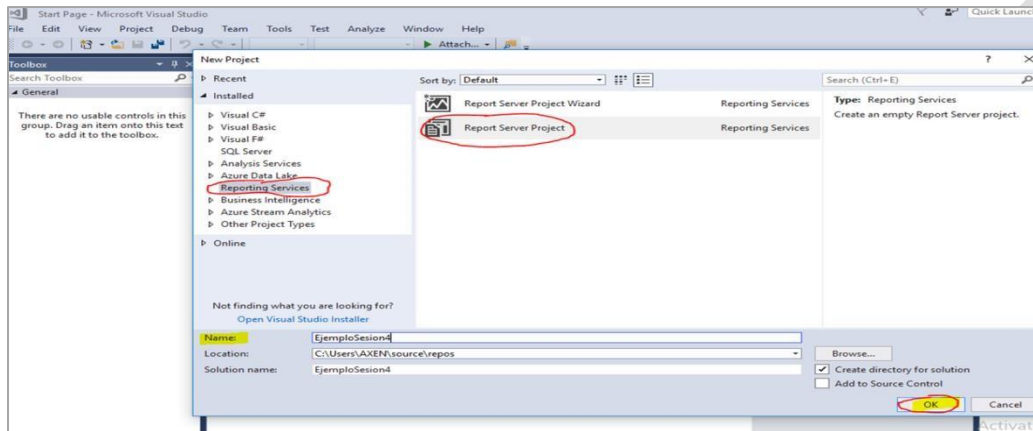 Start Page - Microsoft Visual Studio
Quick Launc
File Edit View Project Debug Team Tools Test Analyze Window Help
Attach...
Toolbox
Search Toolbox
General
There are no usable controls in this
group. Drag an item onto this text
to add it to the toolbox.
New Project
?
Recent
Installed
Visual C#
Visual Basic
Visual F#
SQL Server
Analysis Services
Azure Data Lake
Reporting Services
Business Intelligence
Azure Stream Analytics
Other Project Types
Online
Not finding what you are looking for?
Open Visual Studio Installer
Sort by: Default
Report Server Project Wizard Reporting Services
Report Server Project Reporting Services
Search (Ctrl+E)
Type: Reporting Services
Create an empty Report Server project.
Name: EjemploSesion4
Location: C:\Users\AXEN\source\repos
Browse...
Solution name: EjemploSesion4
Create directory for solution
Add to Source Control
OK Cancel
Activat